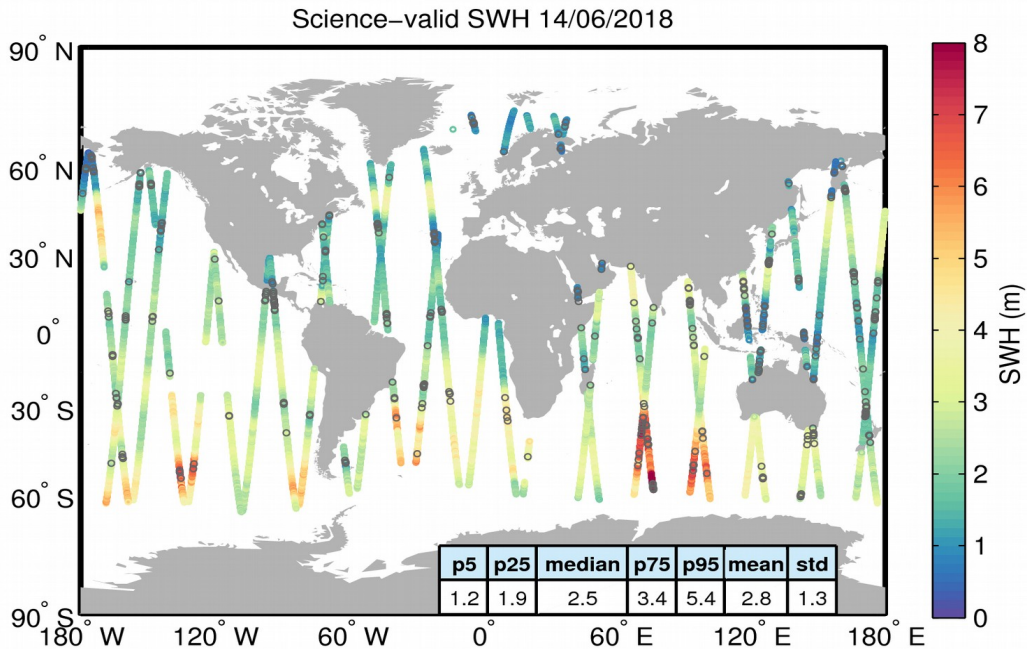 Science−valid SWH 14/06/2018
90° N
60° N
30° N
0°
30° S
60° S
90° S
180° W
120° W
60° W
0°
60° E
120° E
180° E
p5 p25 median p75 p95 mean std
1.2 1.9 2.5 3.4 5.4 2.8 1.3
8
7
6
5
4
3
2
1
0
SWH (m)